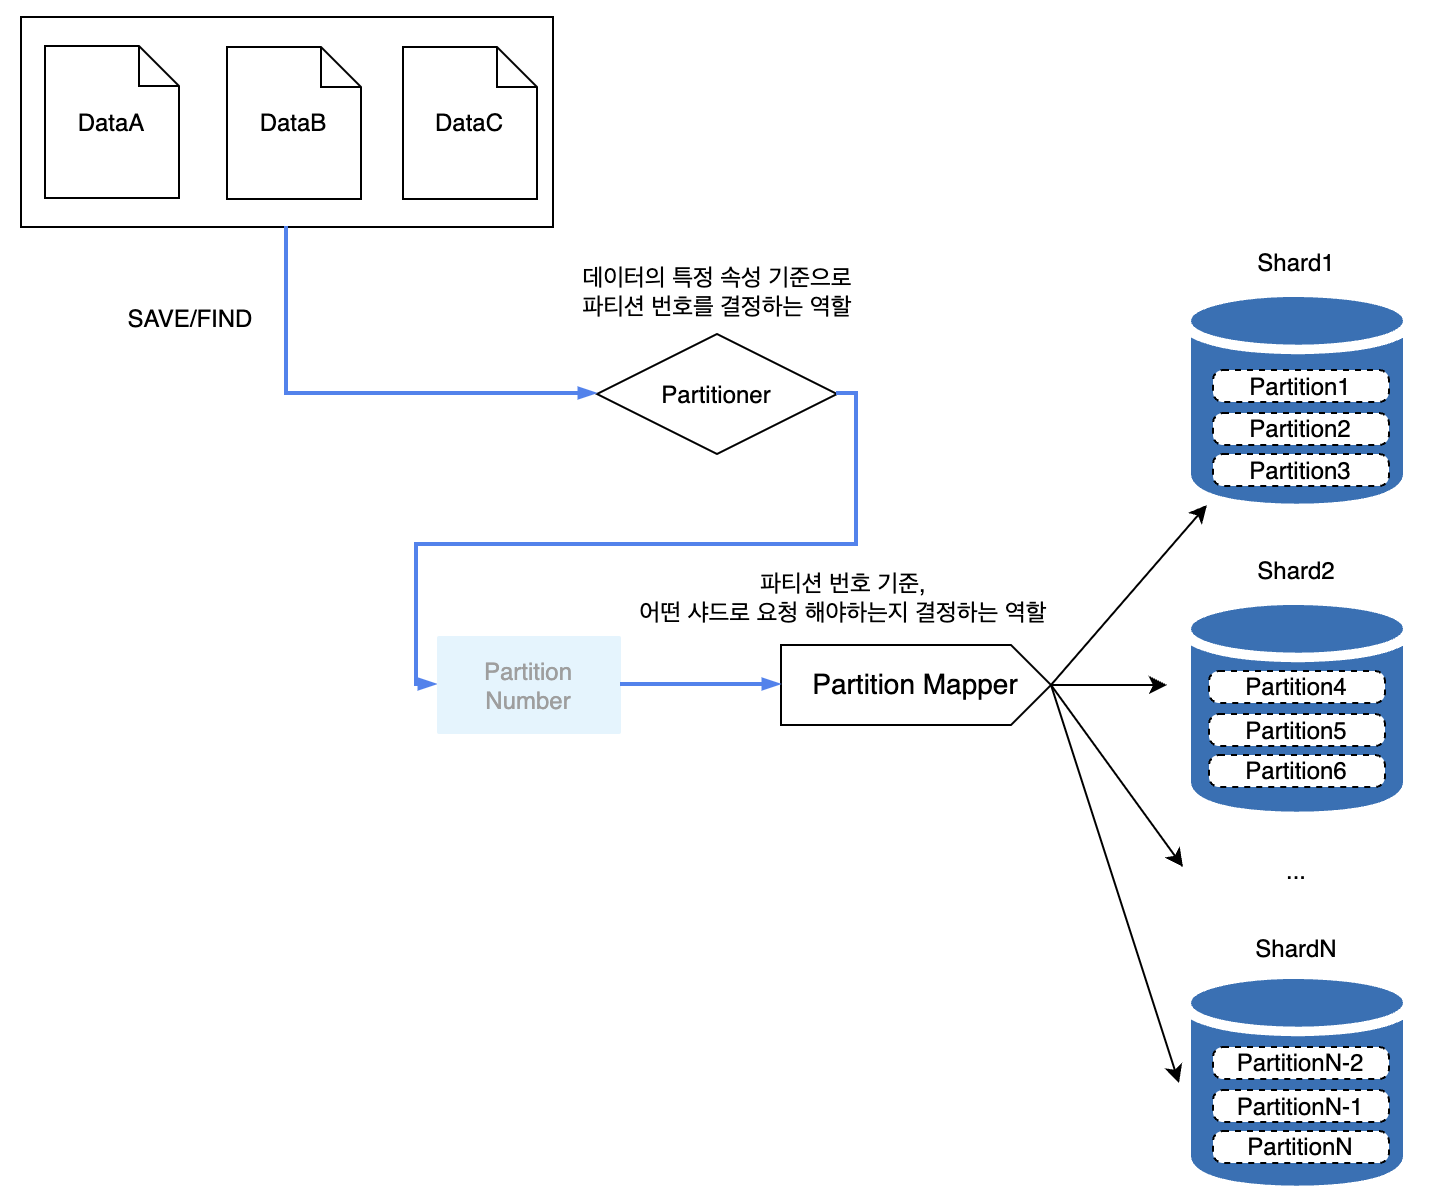 DataA
DataB
DataC
SAVE/FIND
데이터의 특정 속성 기준으로
파티션 번호를 결정하는 역할
Partitioner
Partition
Number
파티션 번호 기준,
어떤 샤드로 요청 해야하는지 결정하는 역할
Partition Mapper
Shard1
Partition1
Partition2
Partition3
Shard2
Partition4
Partition5
Partition6
...
ShardN
PartitionN-2
PartitionN-1
PartitionN